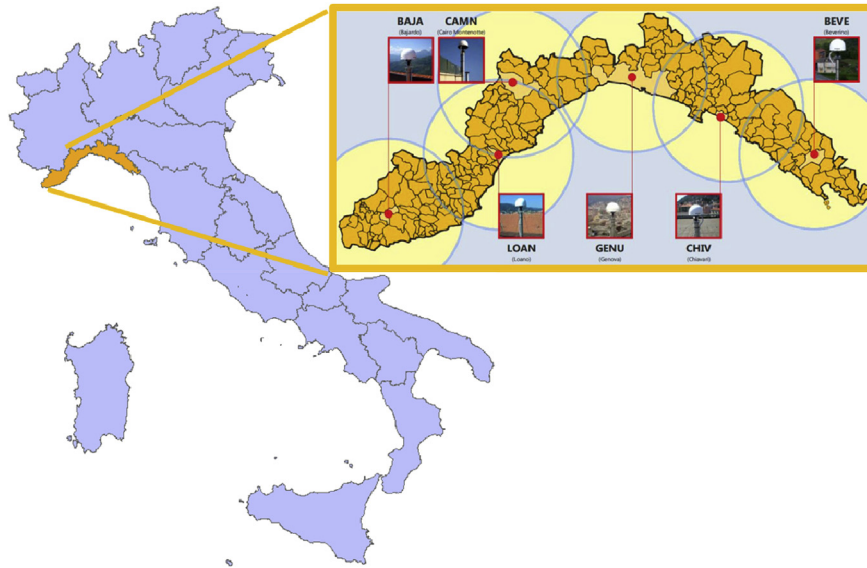 BAJA
(Bajardo)
CAMN
(Cairo Montenotte)
BEVE
(Beverino)
LOAN
(Loano)
GENU
(Genova)
CHIV
(Chiavari)